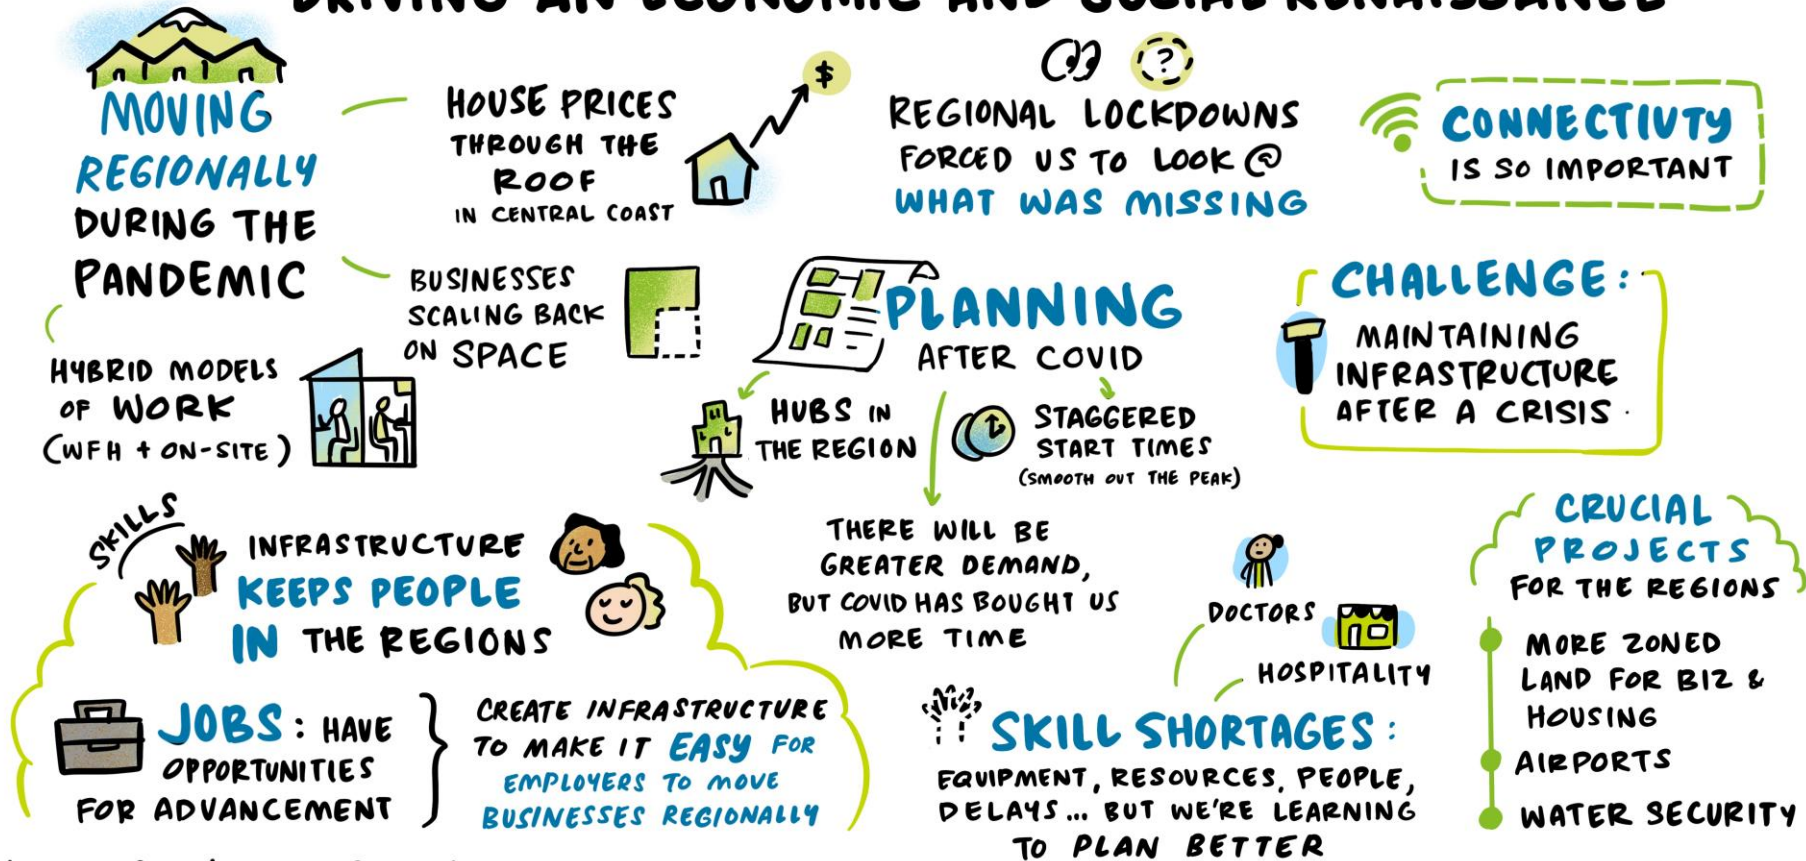 DRIVING AN ECONOMIC AND SOCIAL RENAISSANCE
MOVING
REGIONALLY
DURING THE
PANDEMIC
HOUSE PRICES
THROUGH THE
ROOF
IN CENTRAL COAST
$
BUSINESSES
SCALING BACK
ON SPACE
HYBRID MODELS
OF WORK
(WFH + ON-SITE)
?
REGIONAL LOCKDOWNS
FORCED US TO LOOK @
WHAT WAS MISSING
CONNECTIVTY
IS SO IMPORTANT
PLANNING
AFTER COVID
HUBS IN
THE REGION
STAGGERED
START TIMES
(SMOOTH OUT THE PEAK)
THERE WILL BE
GREATER DEMAND,
BUT COVID HAS BOUGHT US
MORE TIME
CHALLENGE:
MAINTAINING
INFRASTRUCTURE
AFTER A CRISIS.
SKILLS
INFRASTRUCTURE
KEEPS PEOPLE
IN THE REGIONS
JOBS: HAVE
OPPORTUNITIES
FOR ADVANCEMENT
CREATE INFRASTRUCTURE
TO MAKE IT EASY FOR
EMPLOYERS TO MOVE
BUSINESSES REGIONALLY
DOCTORS
HOSPITALITY
SKILL SHORTAGES:
EQUIPMENT, RESOURCES, PEOPLE,
DELAYS... BUT WE'RE LEARNING
TO PLAN BETTER
CRUCIAL
PROJECTS
FOR THE REGIONS
MORE ZONED
LAND FOR BIZ &
HOUSING
AIRPORTS
WATER SECURITY